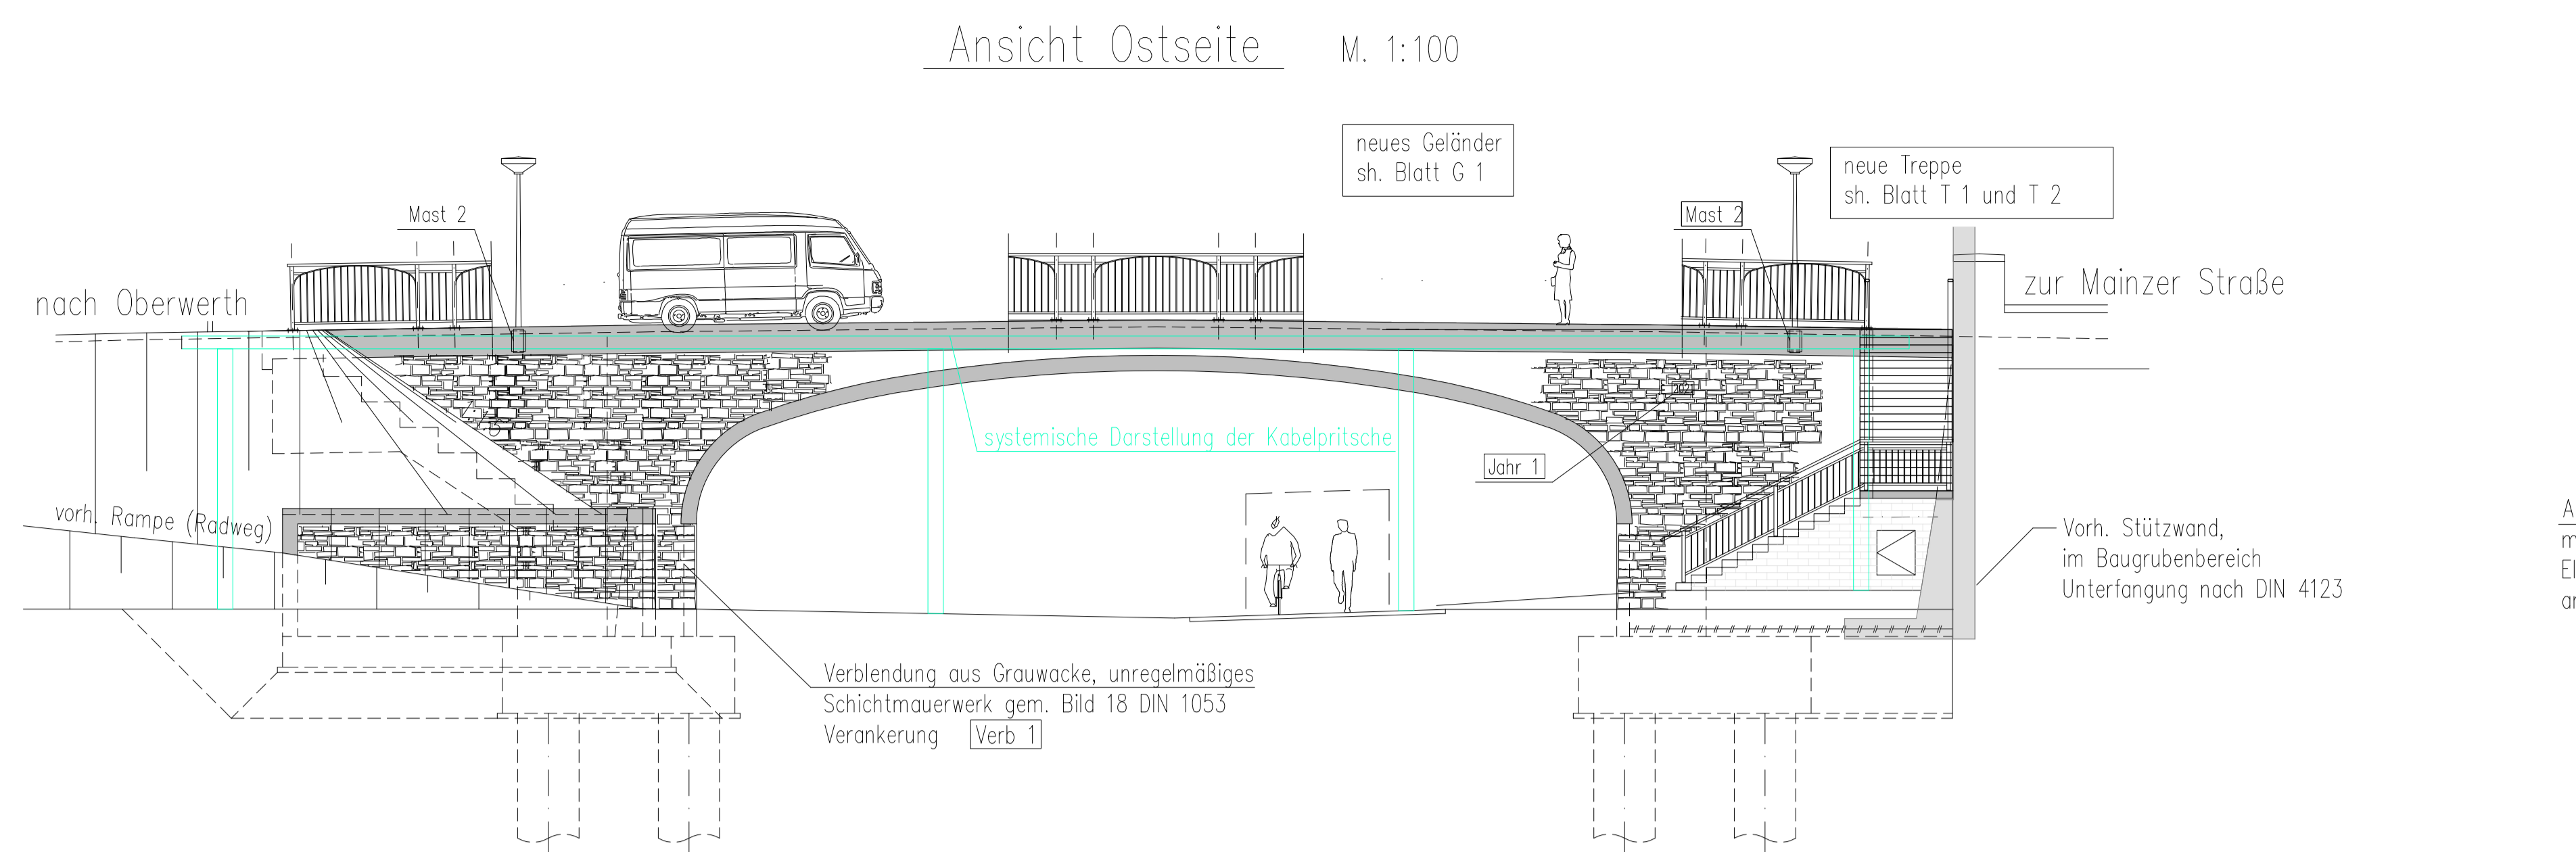 Ansicht Ostseite M. 1:100
neues Geländer
sh. Blatt G 1
neue Treppe
sh. Blatt T 1 und T 2
Mast 2
Mast 2
nach Oberwerth
zur Mainzer Straße
systemische Darstellung der Kabelpritsche
Jahr 1
vorh. Rampe (Radweg)
Vorh. Stützwand,
im Baugrubenbereich
Unterfangung nach DIN 4123
Verblendung aus Grauwacke, unregelmäßiges
Schichtmauerwerk gem. Bild 18 DIN 1053
Verankerung Verb 1